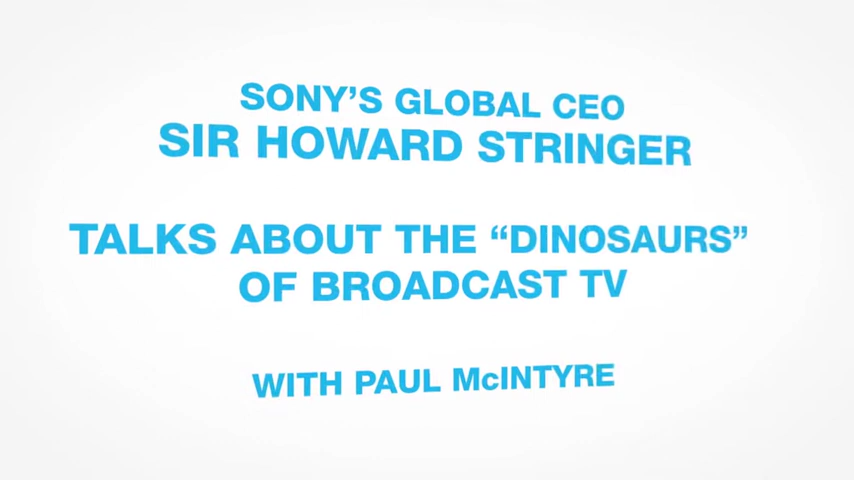 SONY'S GLOBAL CEO
SIR HOWARD STRINGER
TALKS ABOUT THE “DINOSAURS”
OF BROADCAST TV
WITH PAUL McINTYRE